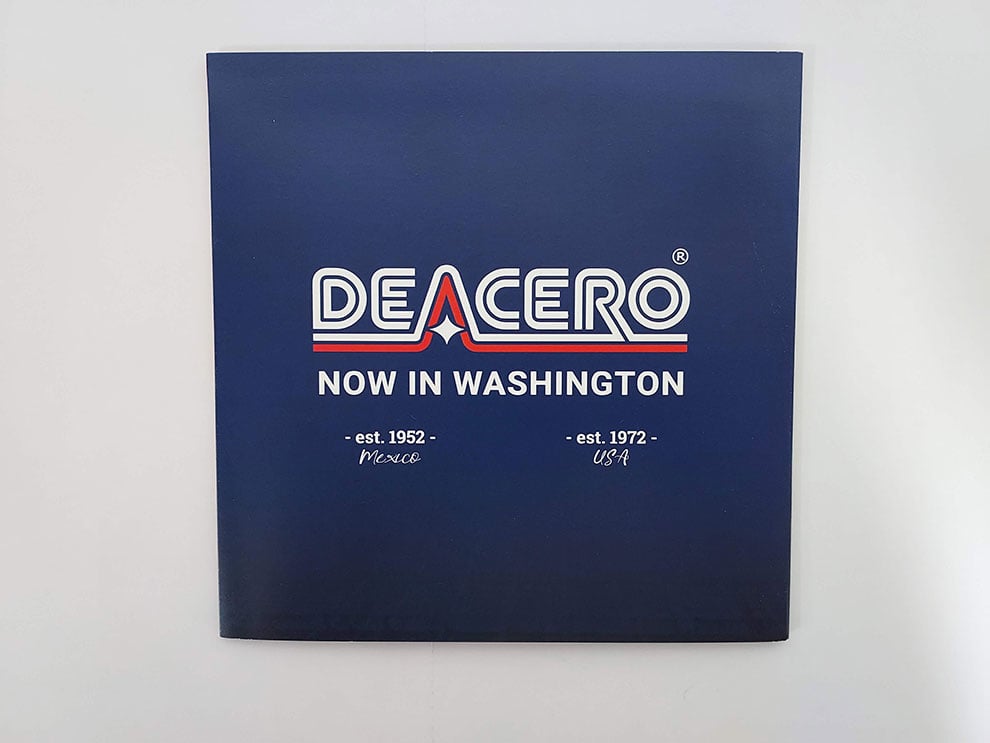 DEACERO®
NOW IN WASHINGTON
- est. 1952 -
Mexico
- est. 1972 -
USA